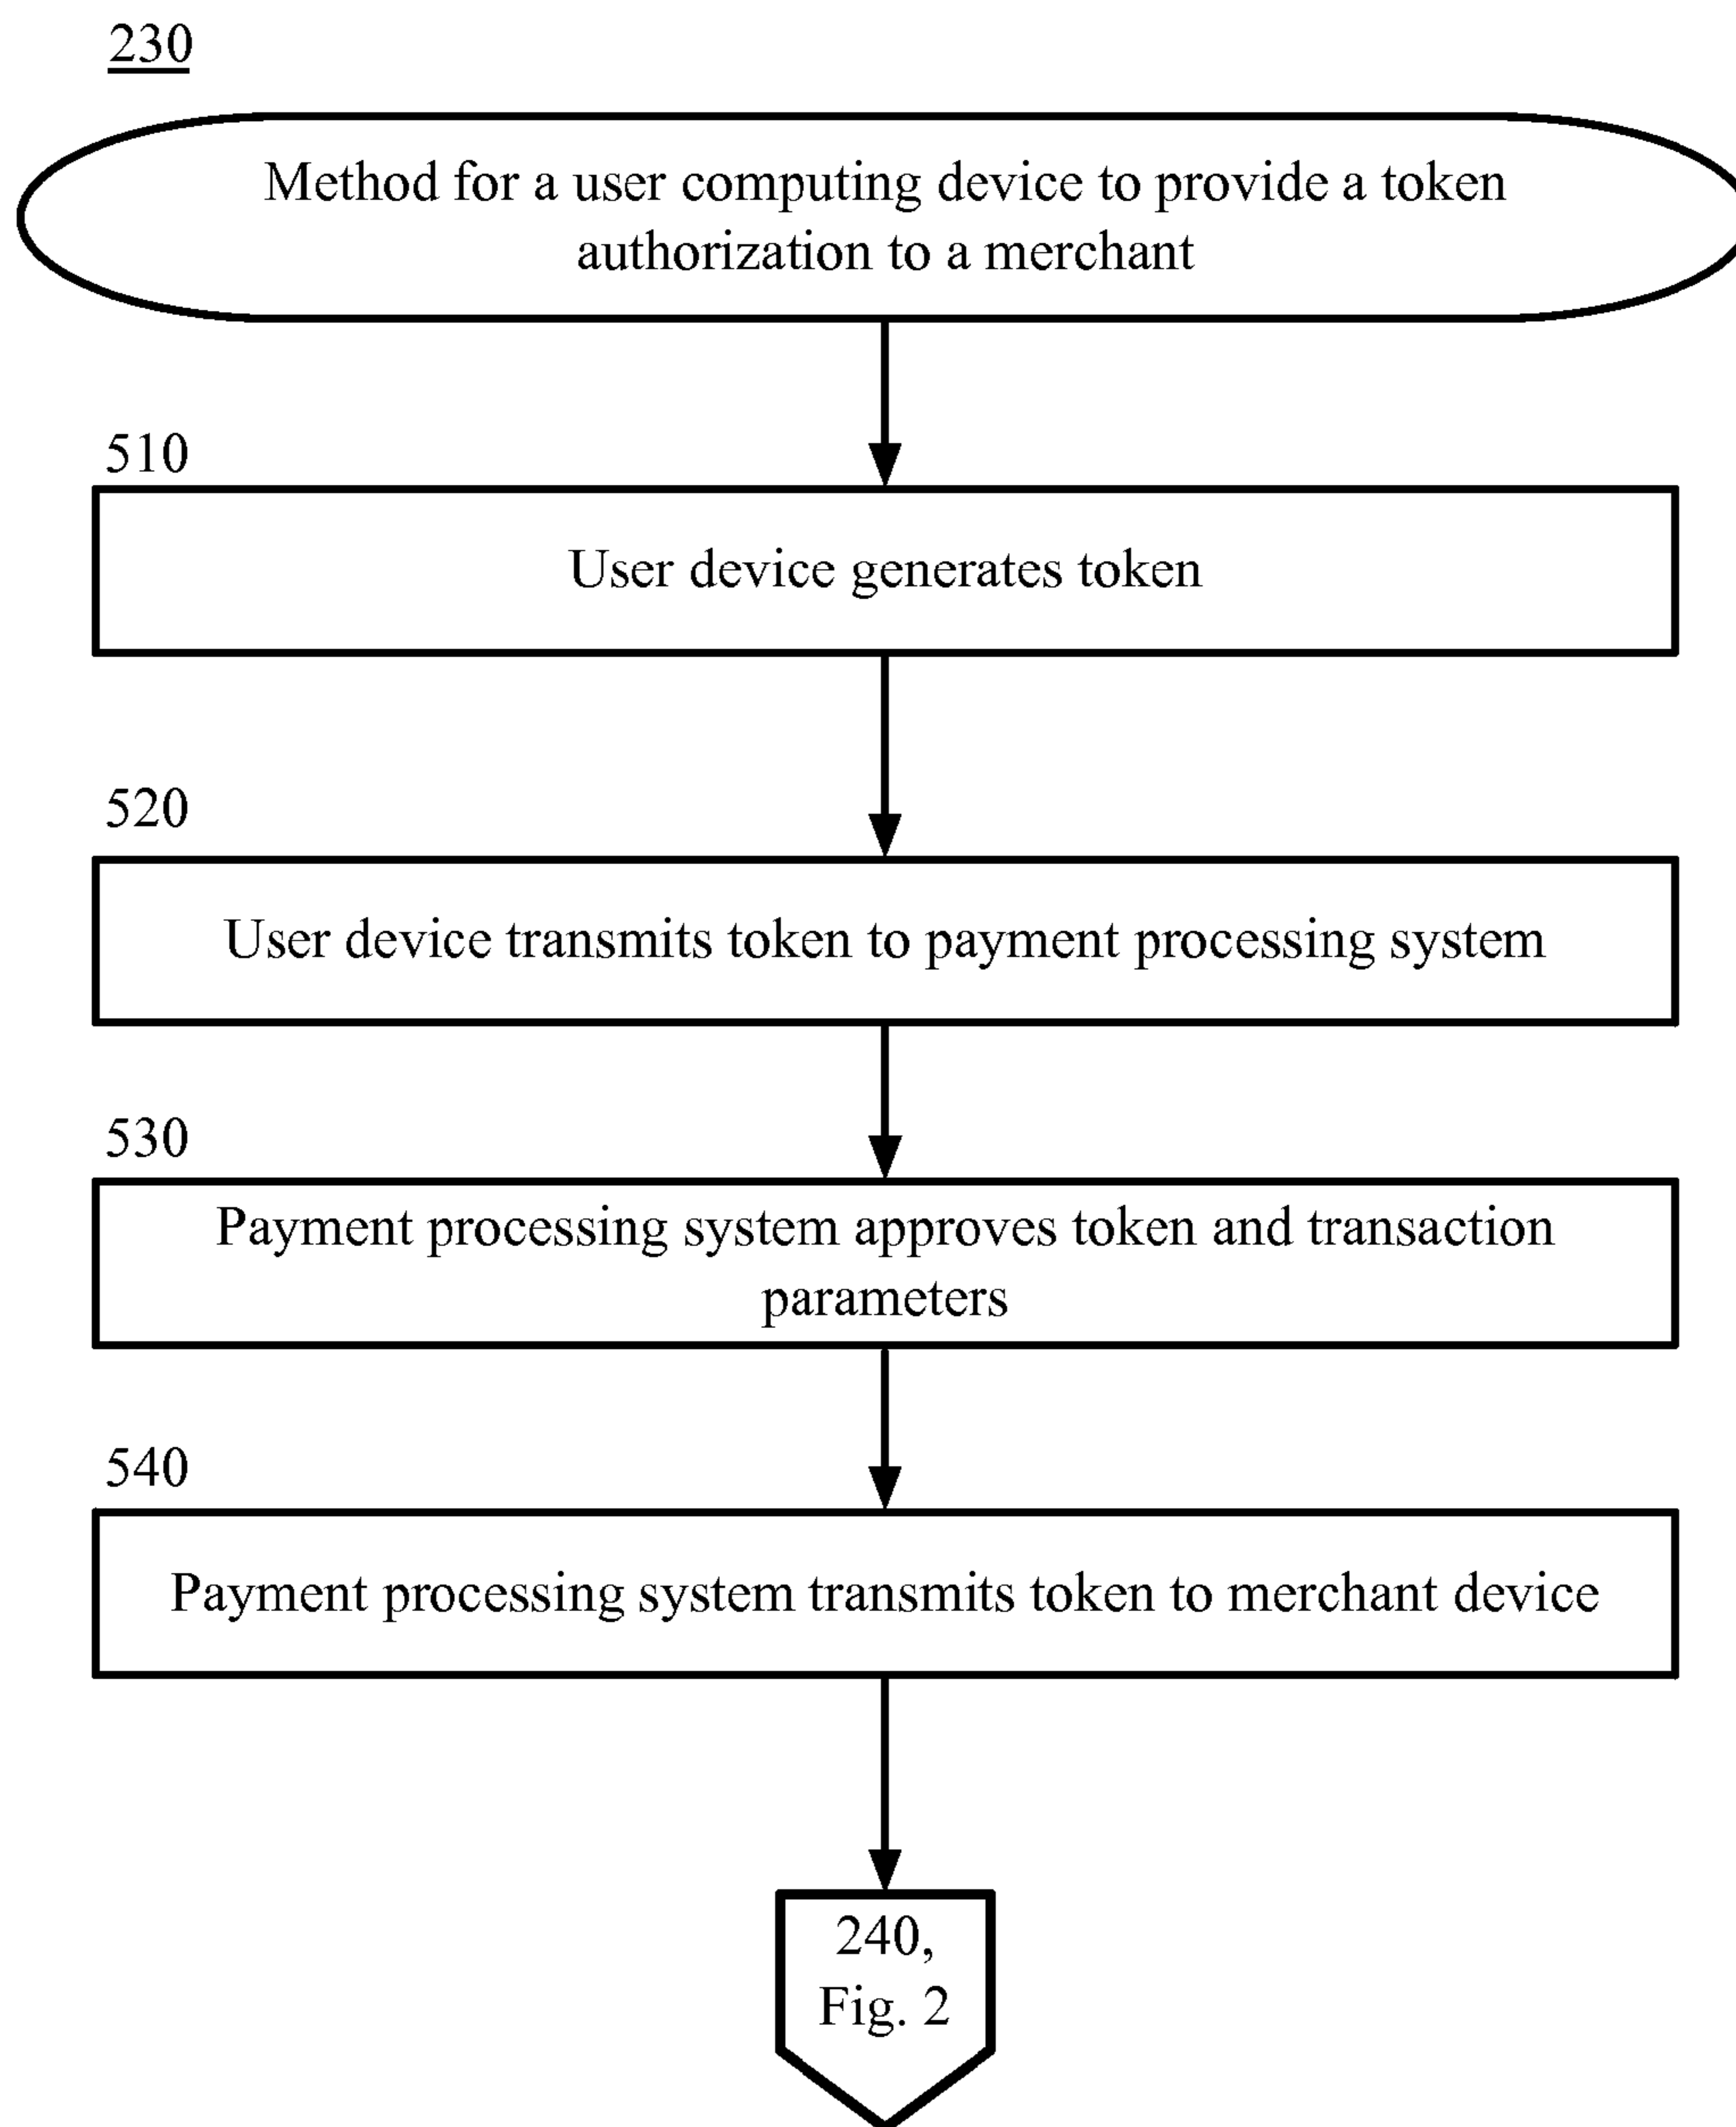 230
Method for a user computing device to provide a token
authorization to a merchant
510
User device generates token
520
User device transmits token to payment processing system
530
Payment processing system approves token and transaction
parameters
540
Payment processing system transmits token to merchant device
240,
Fig. 2